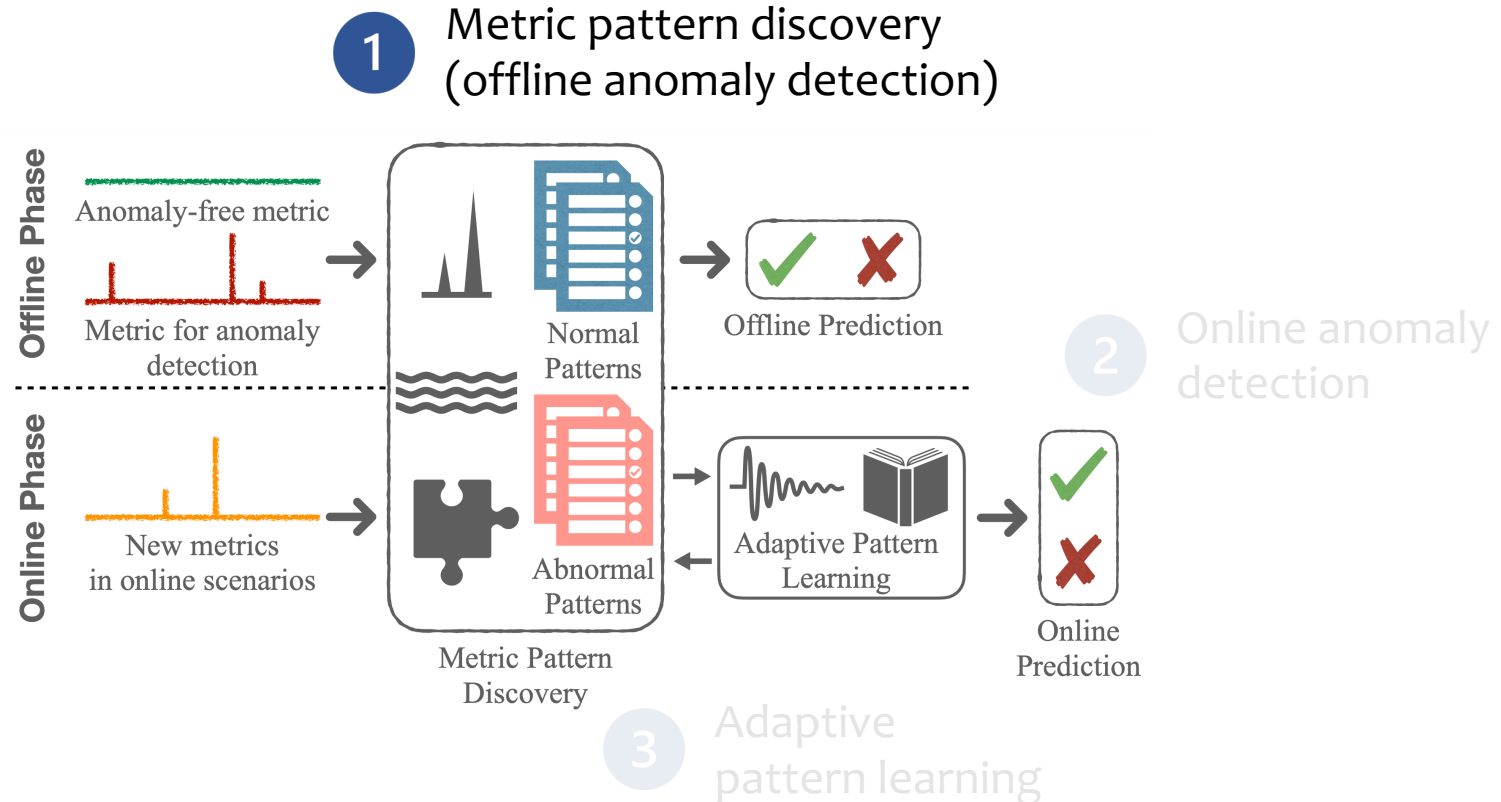 1
Metric pattern discovery
(offline anomaly detection)
Offline Phase
Anomaly-free metric
Metric for anomaly
detection
Normal
Patterns
Offline Prediction
2
Online anomaly
detection
Online Phase
New metrics
in online scenarios
Abnormal
Patterns
Adaptive Pattern
Learning
Online
Prediction
Metric Pattern
Discovery
3
Adaptive
pattern learning